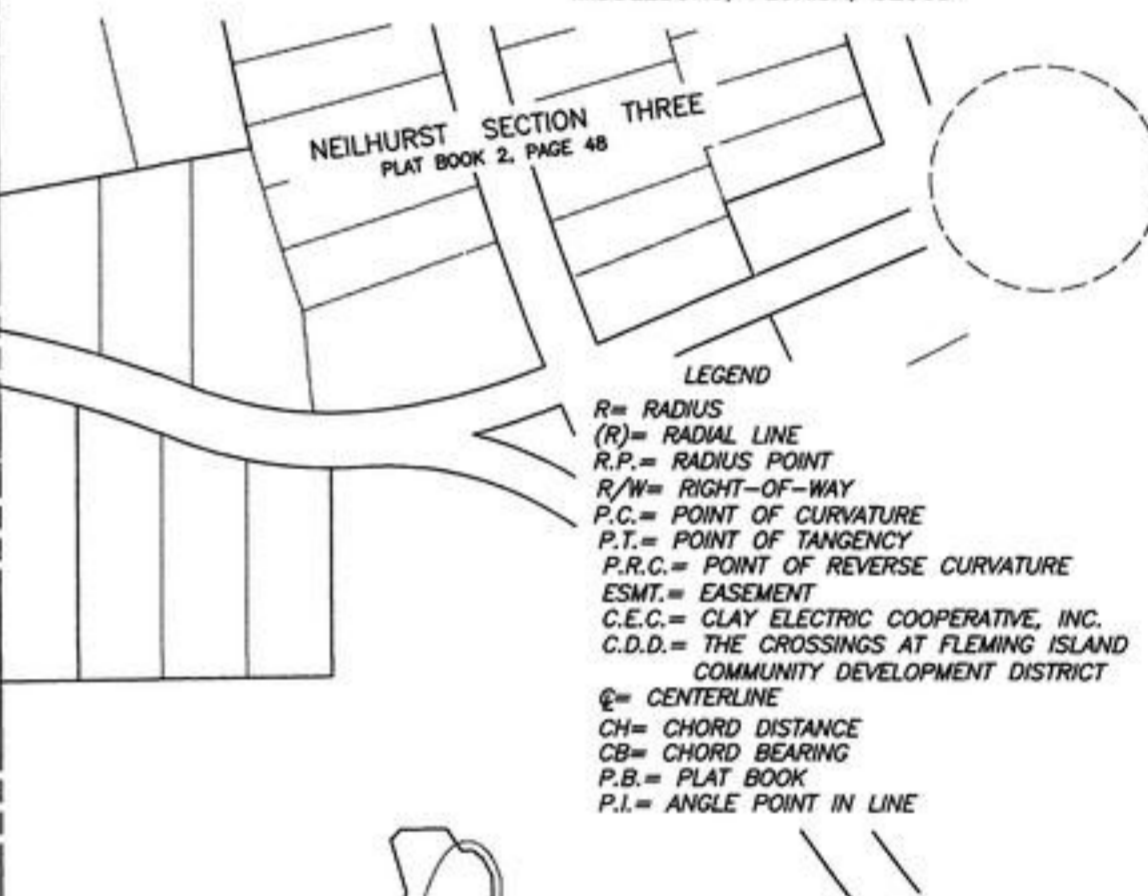 NEILHURST SECTION THREE
PLAT BOOK 2, PAGE 48
LEGEND
R= RADIUS
(R)= RADIAL LINE
R.P.= RADIUS POINT
R/W= RIGHT-OF-WAY
P.C.= POINT OF CURVATURE
P.T.= POINT OF TANGENCY
P.R.C.= POINT OF REVERSE CURVATURE
ESMT.= EASEMENT
C.E.C.= CLAY ELECTRIC COOPERATIVE, INC.
C.D.D.= THE CROSSINGS AT FLEMING ISLAND
COMMUNITY DEVELOPMENT DISTRICT
℄= CENTERLINE
CH= CHORD DISTANCE
CB= CHORD BEARING
P.B.= PLAT BOOK
P.I.= ANGLE POINT IN LINE